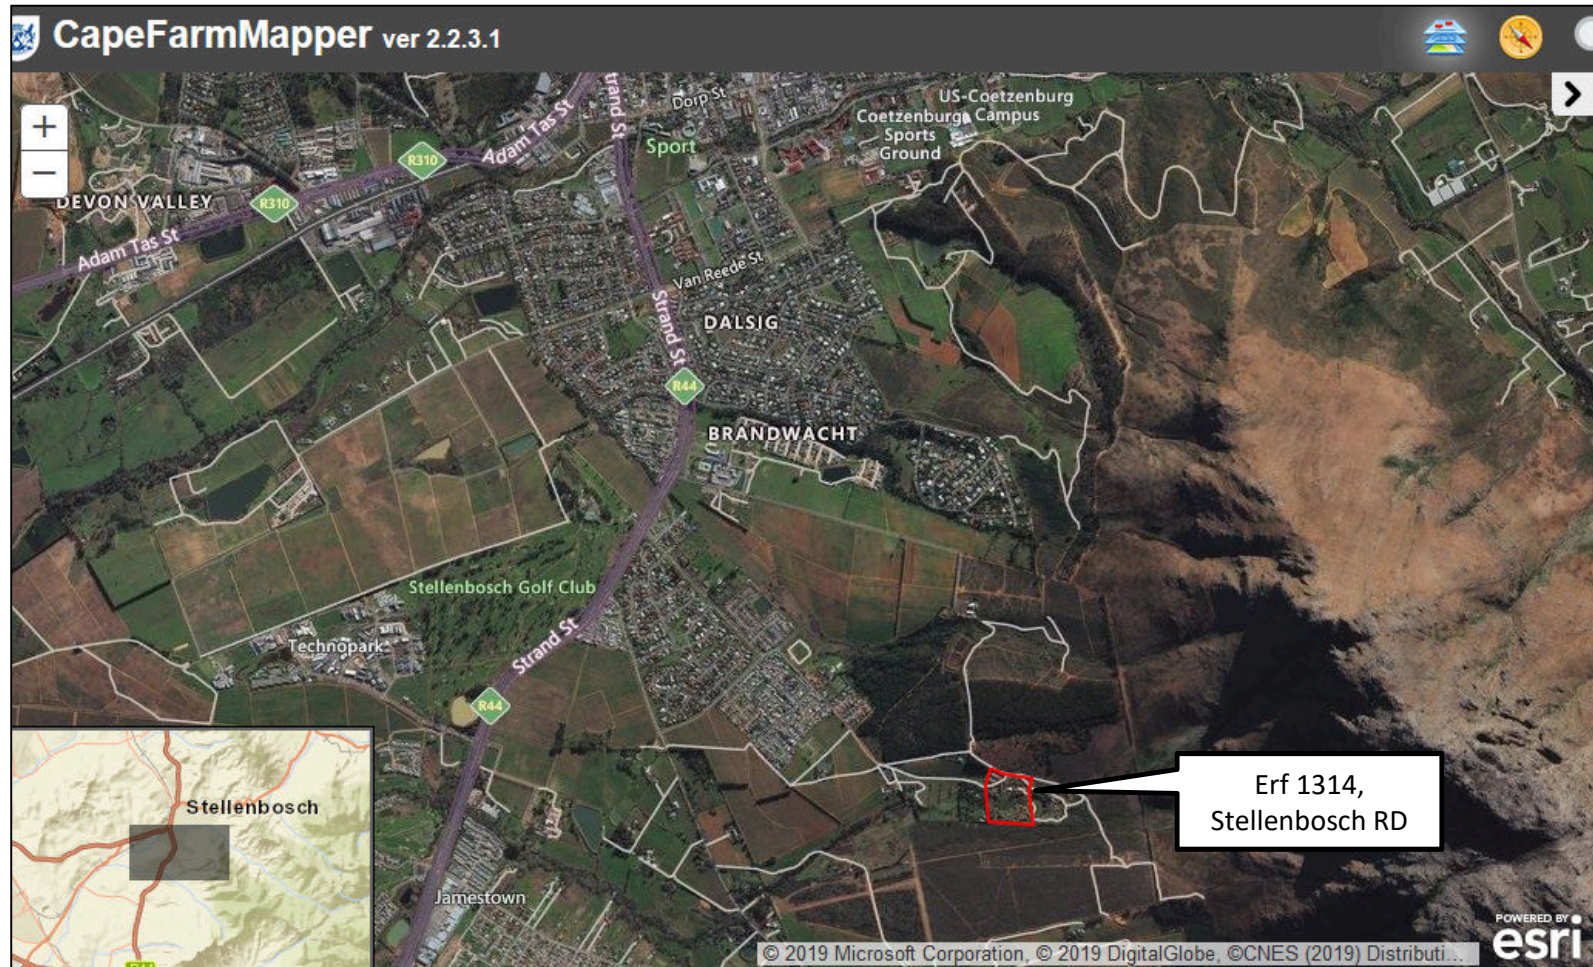 CapeFarmMapper ver 2.2.3.1
+
−
Dorp St
US-Coetzenburg
Campus
Coetzenburg
Sports
Ground
Sport
Strand St
Adam Tas St
R310
R310
DEVON VALLEY
Adam Tas St
Van Reede St
Strand St
DALSIG
R44
BRANDWACHT
Stellenbosch Golf Club
Technopark
Strand St
R44
Erf 1314,
Stellenbosch RD
Stellenbosch
R44
Jamestown
© 2019 Microsoft Corporation, © 2019 DigitalGlobe, ©CNES (2019) Distributi...
POWERED BY
esri